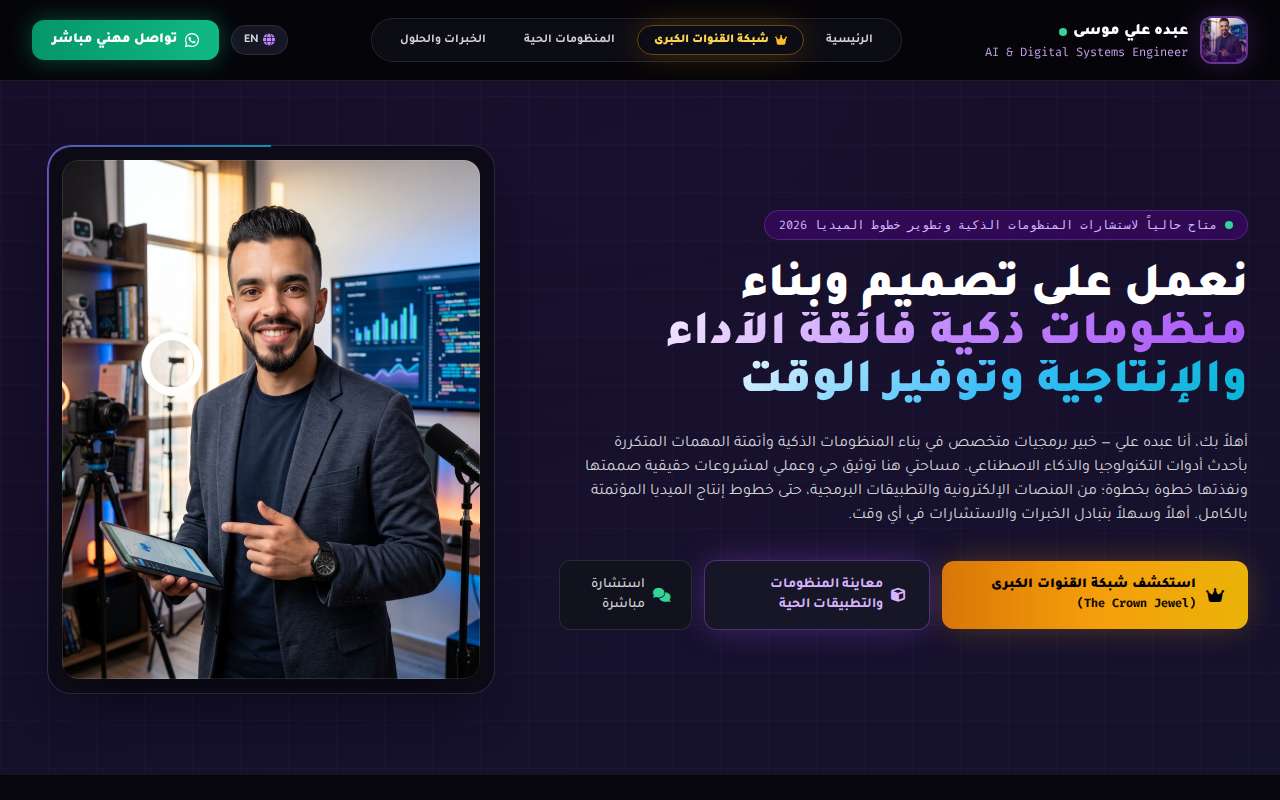 عبده علي موسى
AI & Digital Systems Engineer
الرئيسية
شبكة القنوات الكبرى
المنظومات الحية
الخبرات والحلول
EN
تواصل مهني مباشر
متاح حالياً لاستشارات المنظومات الذكية وتطوير خطوط الميديا 2026
نعمل على تصميم وبناء
منظومات ذكية فائقة الأداء
والإنتاجية وتوفير الوقت
أهلاً بك، أنا عبده علي — خبير برمجيات متخصص في بناء المنظومات الذكية وأتمتة المهمات المتكررة
بأحدث أدوات التكنولوجيا والذكاء الاصطناعي. مساحتي هنا توثيق حي وعملي لمشروعات حقيقية صممتها
ونفذتها خطوة بخطوة؛ من المنصات الإلكترونية والتطبيقات البرمجية، حتى خطوط إنتاج الميديا المؤتمتة
بالكامل. أهلاً وسهلاً بتبادل الخبرات والاستشارات في أي وقت.
استكشف شبكة القنوات الكبرى
(The Crown Jewel)
معاينة المنظومات
والتطبيقات الحية
استشارة
مباشرة